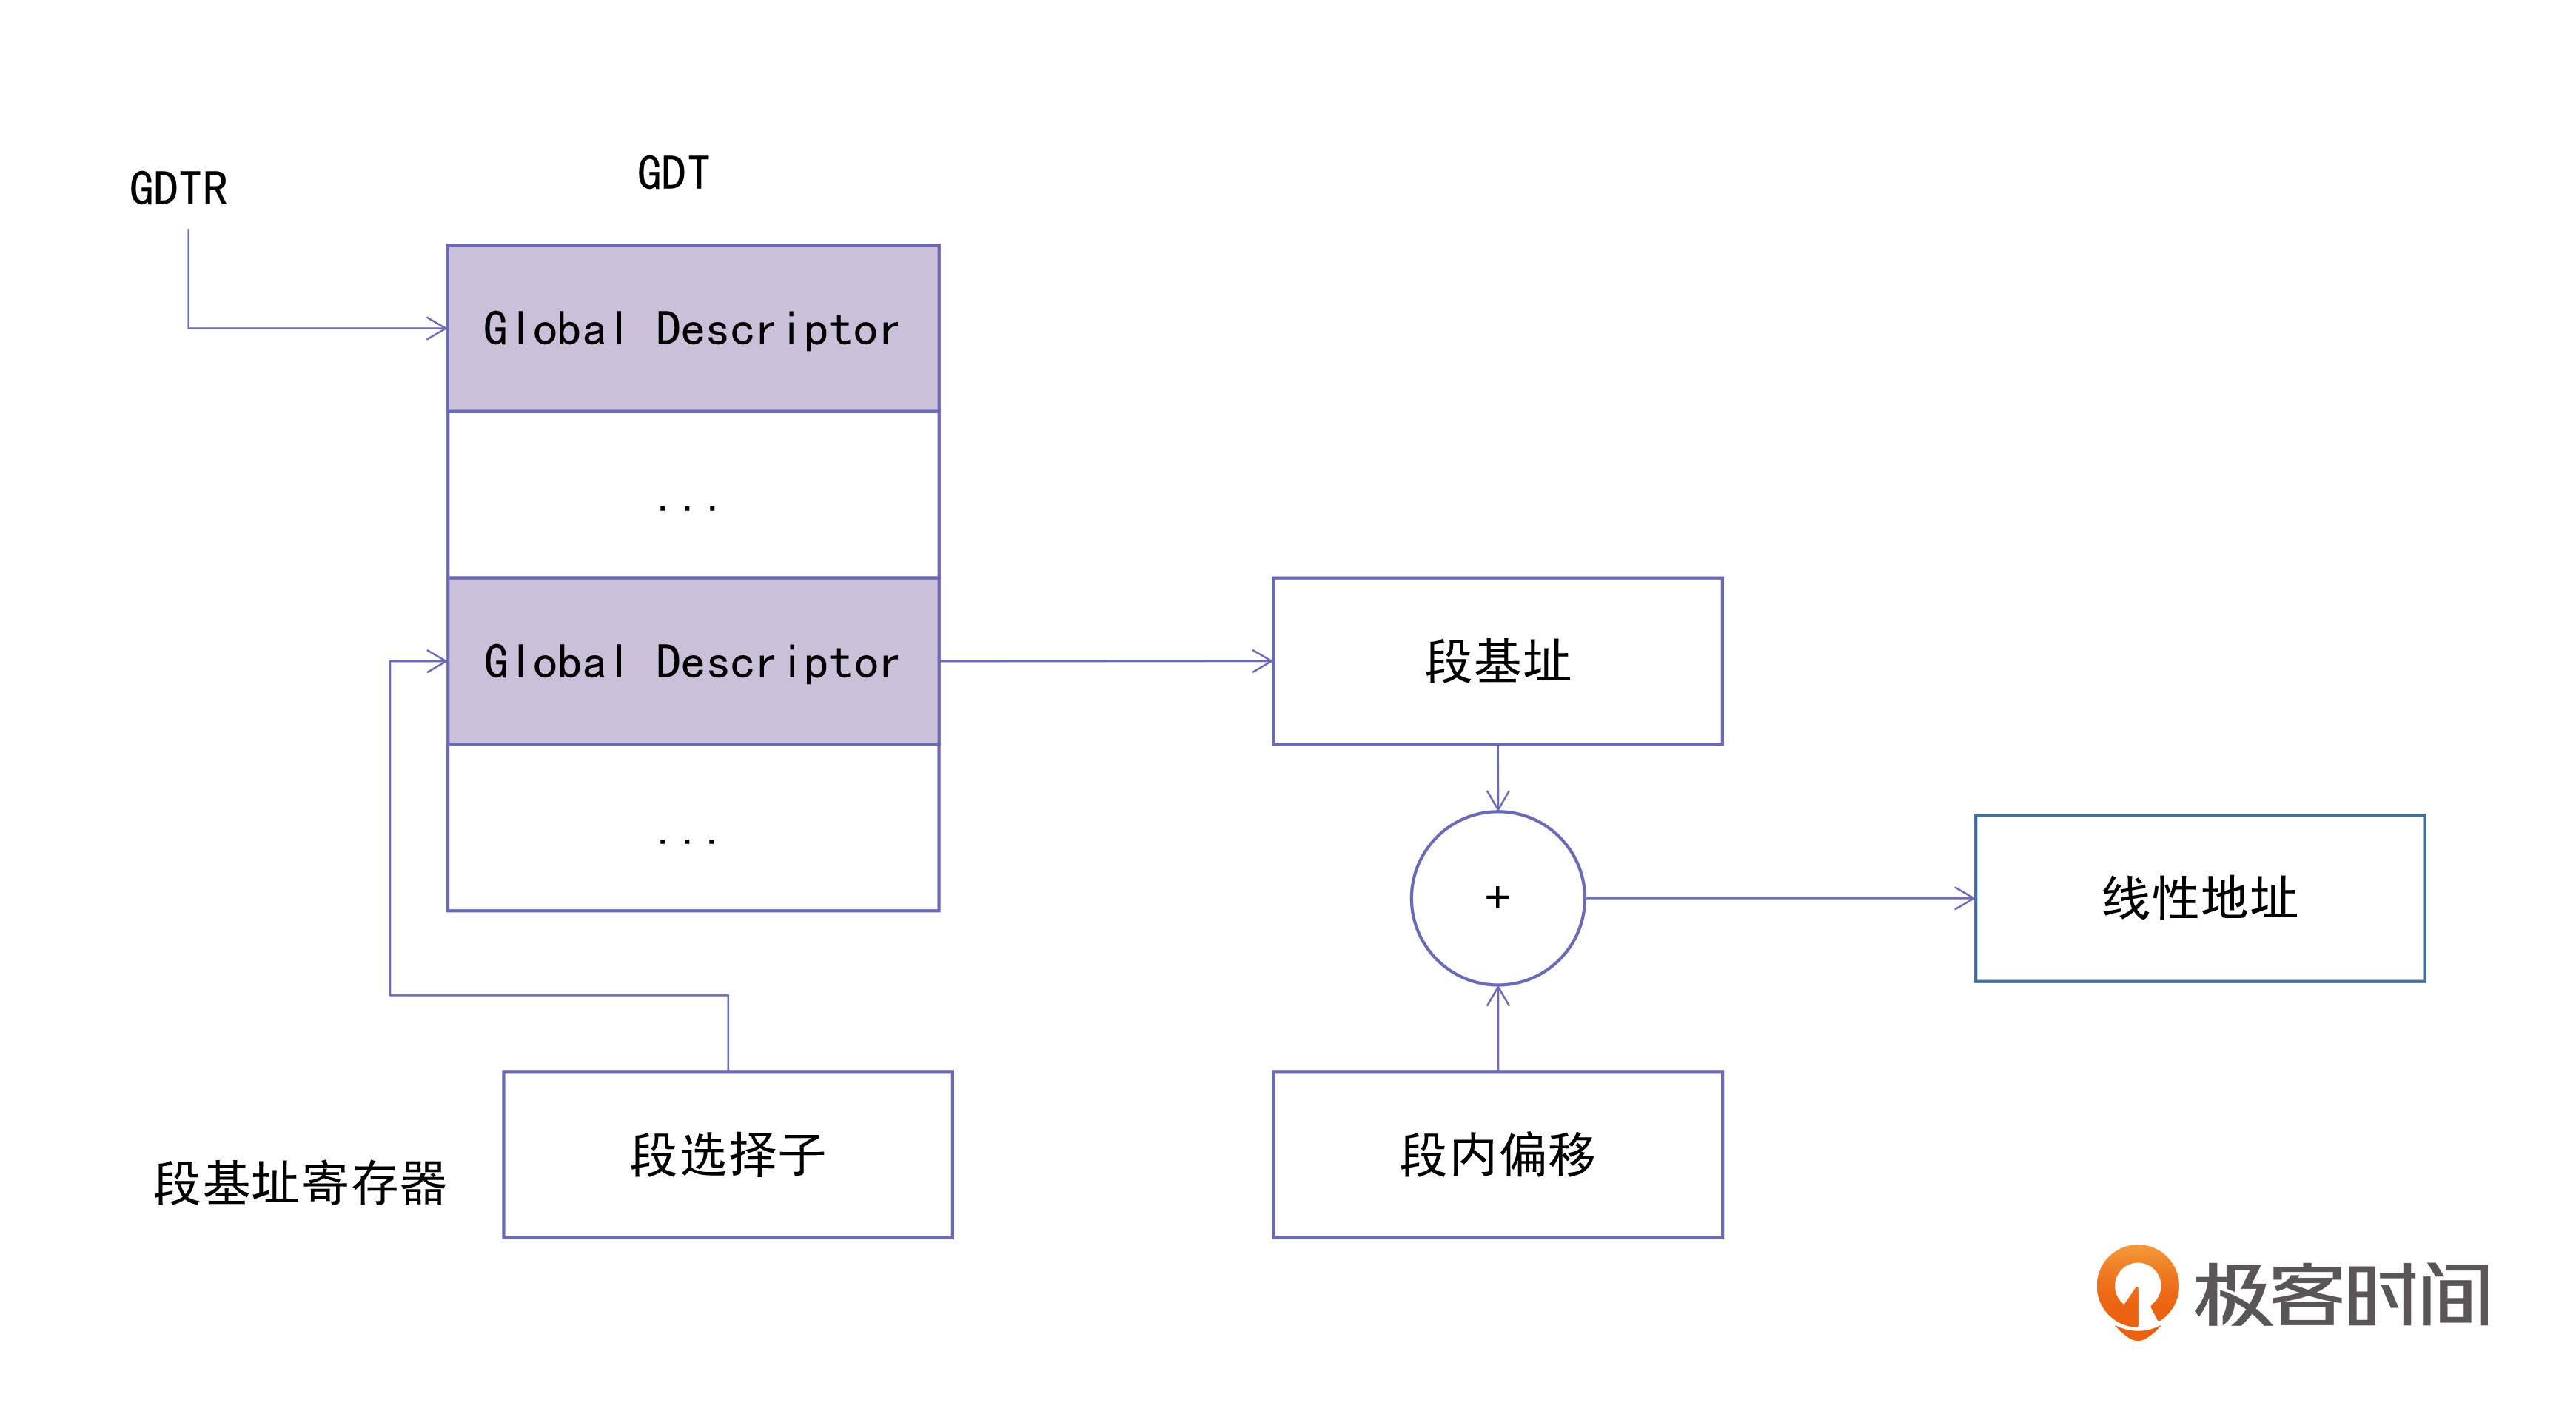 GDTR
GDT
Global Descriptor
...
Global Descriptor
段基址
...
+
线性地址
段基址寄存器
段选择子
段内偏移
极客时间